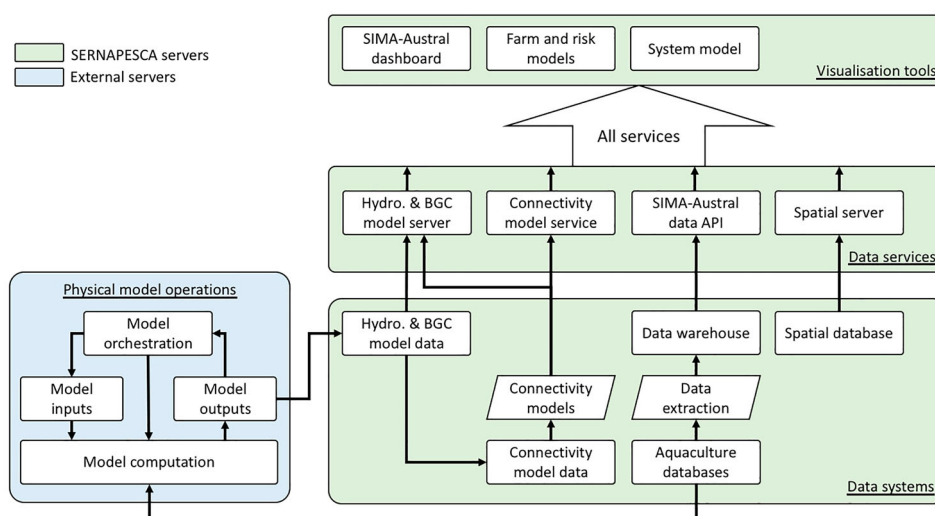 SERNAPESCA servers
External servers
SIMA-Austral
dashboard
Farm and risk
models
System model
Visualisation tools
All services
Hydro. & BGC
model server
Connectivity
model service
SIMA-Austral
data API
Spatial server
Data services
Physical model operations
Model
orchestration
Model
inputs
Model
outputs
Model computation
Hydro. & BGC
model data
Data warehouse
Spatial database
Connectivity
models
Data
extraction
Connectivity
model data
Aquaculture
databases
Data systems